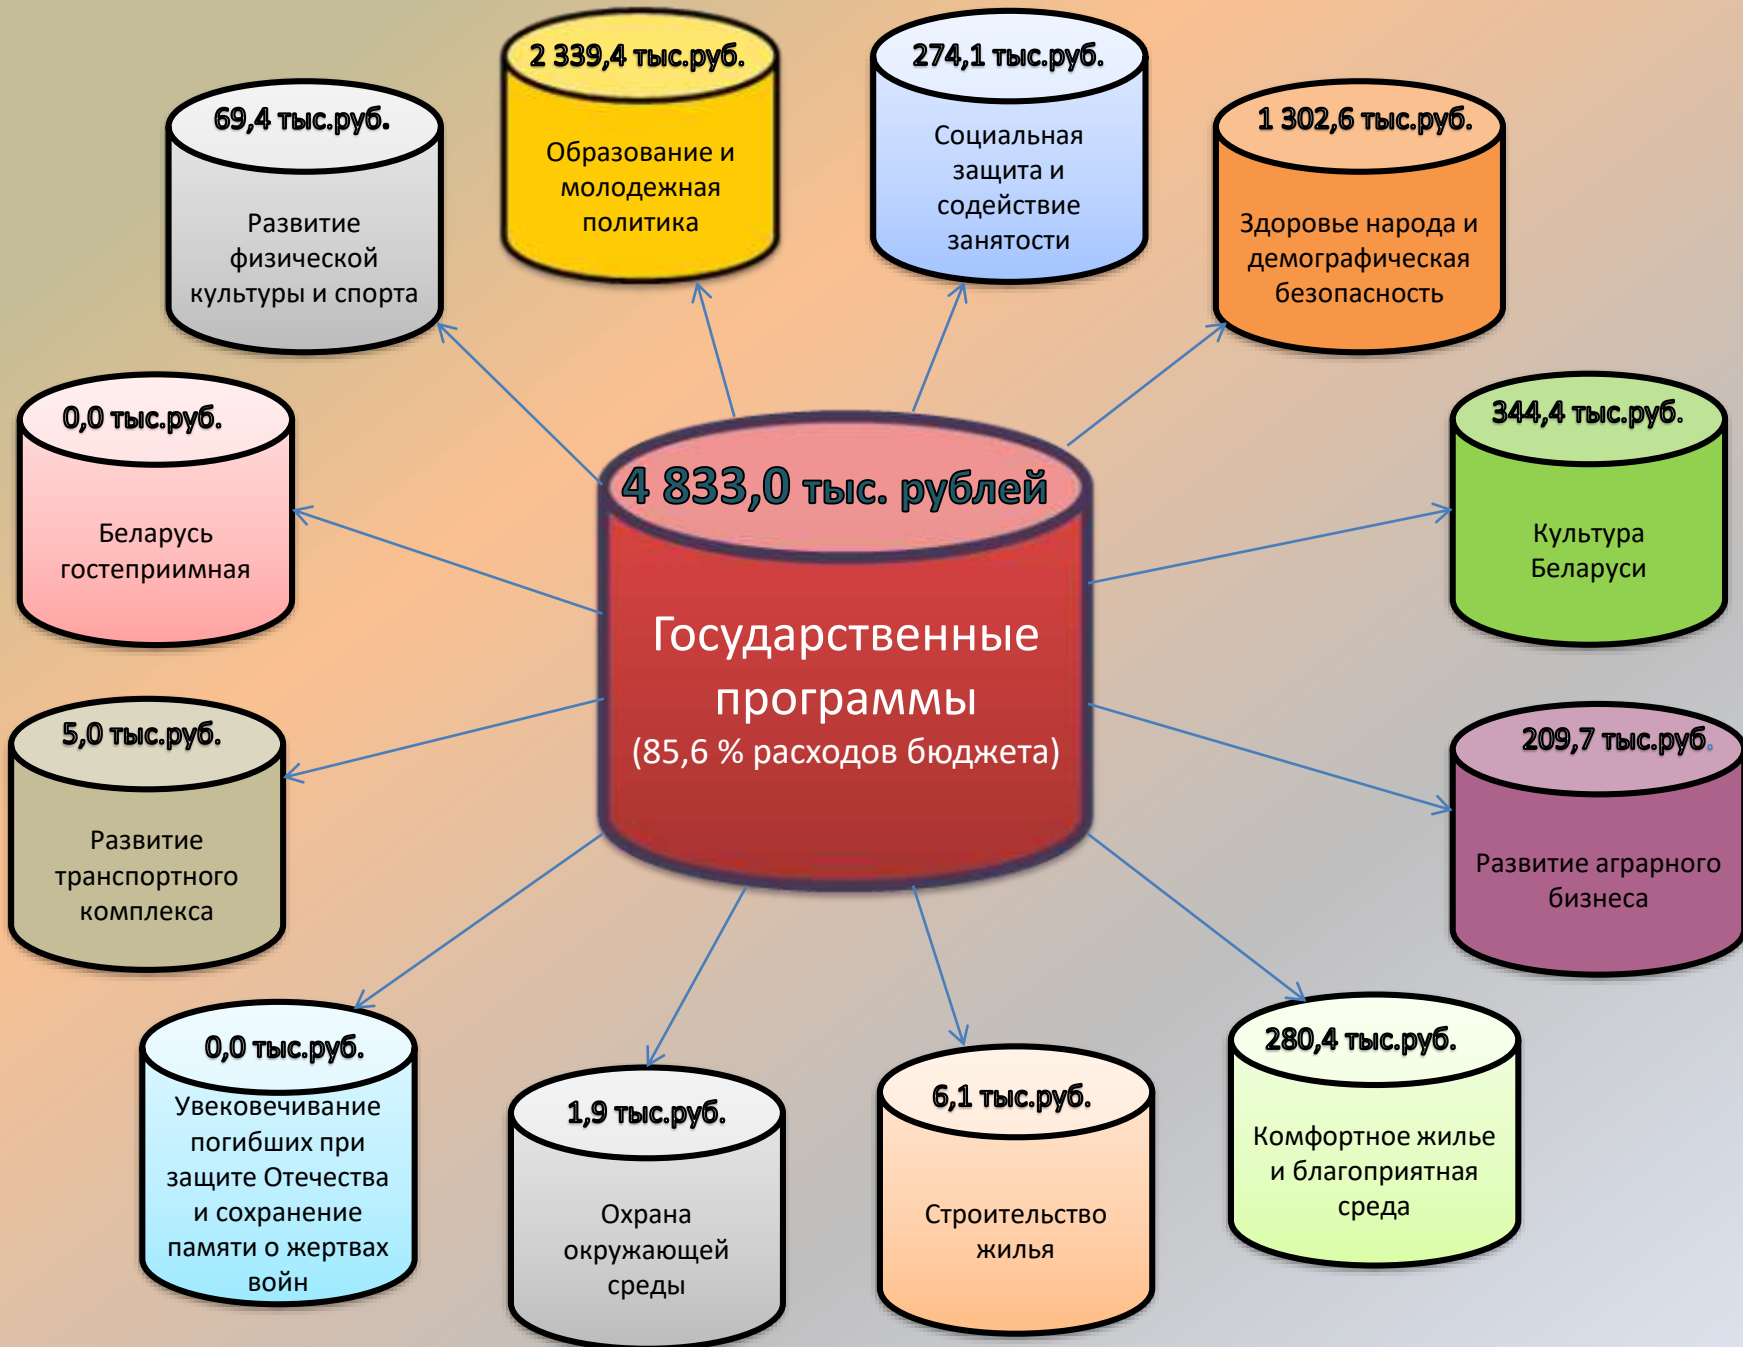 2 339,4 тыс.руб.
Образование и
молодежная
политика
274,1 тыс.руб.
Социальная
защита и
содействие
занятости
69,4 тыс.руб.
Развитие
физической
культуры и спорта
1 302,6 тыс.руб.
Здоровье народа и
демографическая
безопасность
0,0 тыс.руб.
Беларусь
гостеприимная
4 833,0 тыс. рублей
Государственные
программы
(85,6 % расходов бюджета)
344,4 тыс.руб.
Культура
Беларуси
5,0 тыс.руб.
Развитие
транспортного
комплекса
209,7 тыс.руб.
Развитие аграрного
бизнеса
0,0 тыс.руб.
Увековечивание
погибших при
защите Отечества
и сохранение
памяти о жертвах
войн
1,9 тыс.руб.
Охрана
окружающей
среды
6,1 тыс.руб.
Строительство
жилья
280,4 тыс.руб.
Комфортное жилье
и благоприятная
среда